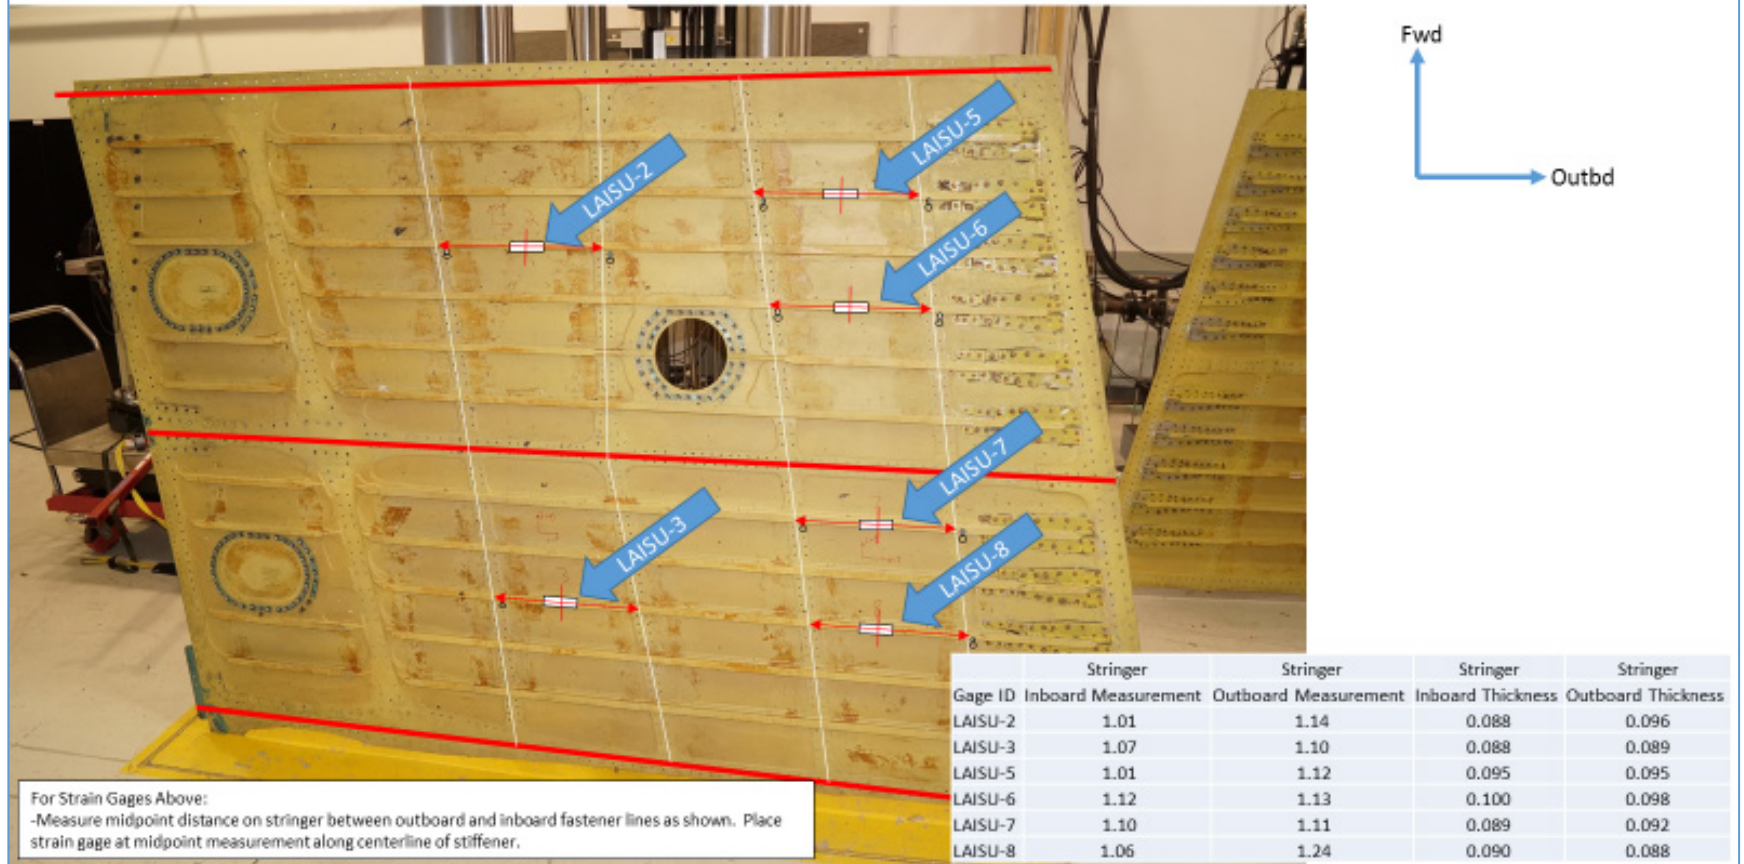 Fwd
Outbd
LAISU-5
LAISU-2
LAISU-6
LAISU-7
LAISU-3
LAISU-8
Stringer Stringer Stringer Stringer
Gage ID Inboard Measurement Outboard Measurement Inboard Thickness Outboard Thickness
LAISU-2 1.01 1.14 0.088 0.096
LAISU-3 1.07 1.10 0.088 0.089
LAISU-5 1.01 1.12 0.095 0.095
LAISU-6 1.12 1.13 0.100 0.098
LAISU-7 1.10 1.11 0.089 0.092
LAISU-8 1.06 1.24 0.090 0.088
For Strain Gages Above:
-Measure midpoint distance on stringer between outboard and inboard fastener lines as shown. Place
strain gage at midpoint measurement along centerline of stiffener.